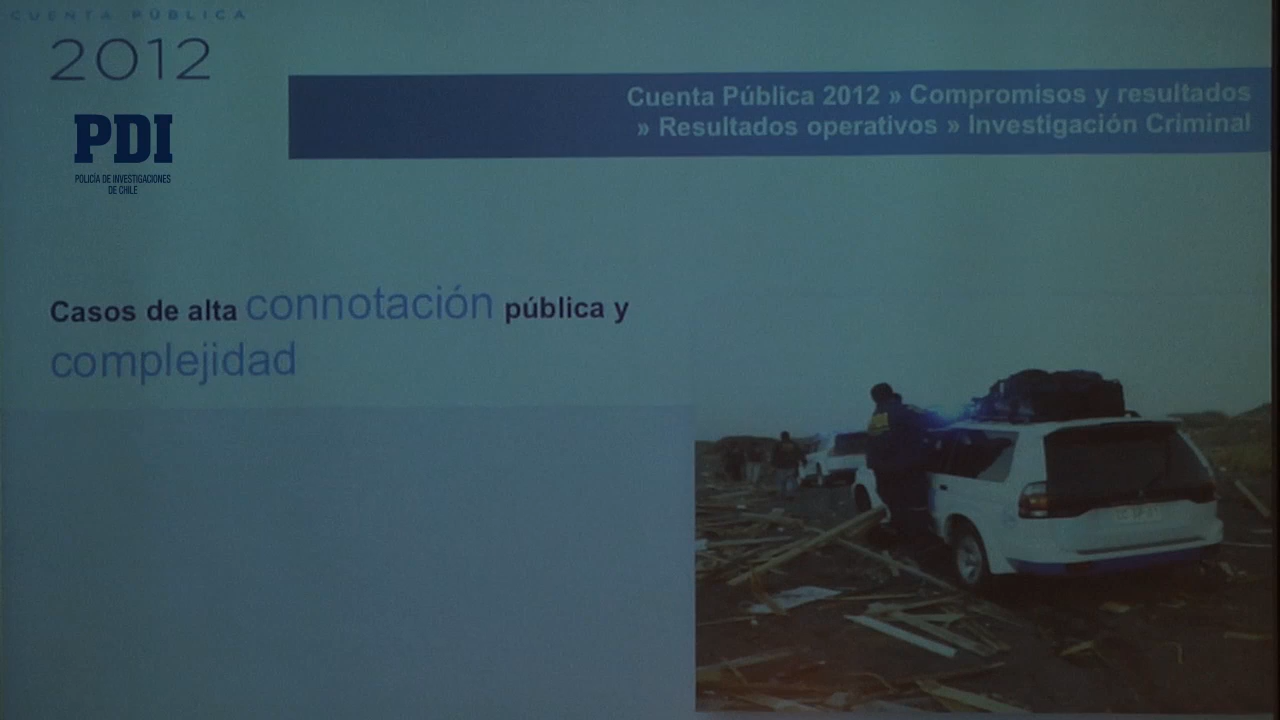 CUENTA PÚBLICA
2012
PDI
POLICÍA DE INVESTIGACIONES
DE CHILE
Cuenta Pública 2012 » Compromisos y resultados
» Resultados operativos » Investigación Criminal
Casos de alta connotación pública y
complejidad